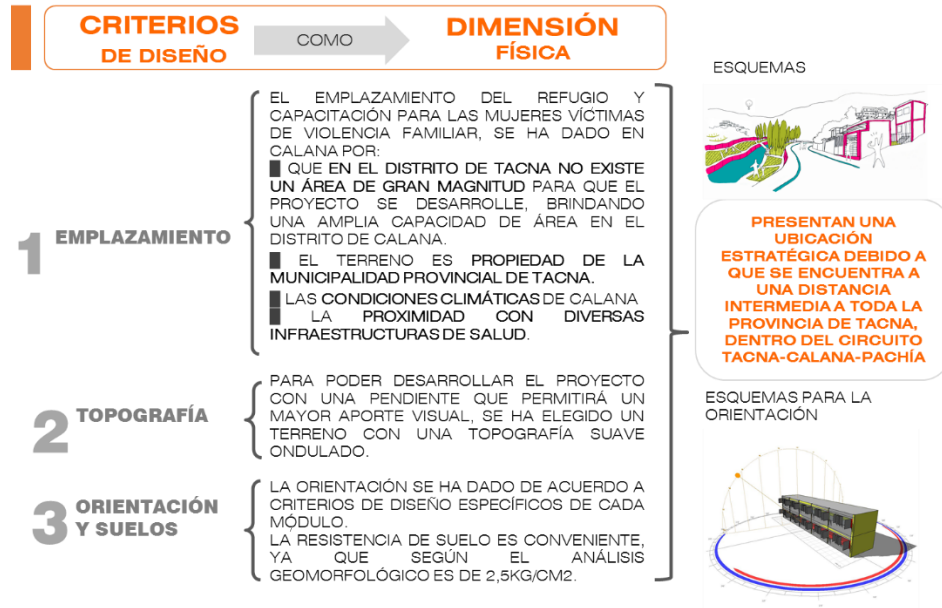 CRITERIOS
DE DISEÑO
COMO
DIMENSIÓN
FÍSICA
1 EMPLAZAMIENTO
EL EMPLAZAMIENTO DEL REFUGIO Y
CAPACITACIÓN PARA LAS MUJERES VÍCTIMAS
DE VIOLENCIA FAMILIAR, SE HA DADO EN
CALANA POR:
QUE EN EL DISTRITO DE TACNA NO EXISTE
UN ÁREA DE GRAN MAGNITUD PARA QUE EL
PROYECTO SE DESARROLLE, BRINDANDO
UNA AMPLIA CAPACIDAD DE ÁREA EN EL
DISTRITO DE CALANA.
EL TERRENO ES PROPIEDAD DE LA
MUNICIPALIDAD PROVINCIAL DE TACNA.
LAS CONDICIONES CLIMÁTICAS DE CALANA
LA PROXIMIDAD CON DIVERSAS
INFRAESTRUCTURAS DE SALUD.
2 TOPOGRAFÍA
PARA PODER DESARROLLAR EL PROYECTO
CON UNA PENDIENTE QUE PERMITIRÁ UN
MAYOR APORTE VISUAL, SE HA ELEGIDO UN
TERRENO CON UNA TOPOGRAFÍA SUAVE
ONDULADO.
3 ORIENTACIÓN
Y SUELOS
LA ORIENTACIÓN SE HA DADO DE ACUERDO A
CRITERIOS DE DISEÑO ESPECÍFICOS DE CADA
MÓDULO.
LA RESISTENCIA DE SUELO ES CONVENIENTE,
YA QUE SEGÚN EL ANÁLISIS
GEOMORFOLÓGICO ES DE 2,5KG/CM2.
ESQUEMAS
PRESENTAN UNA
UBICACIÓN
ESTRATÉGICA DEBIDO A
QUE SE ENCUENTRA A
UNA DISTANCIA
INTERMEDIA A TODA LA
PROVINCIA DE TACNA,
DENTRO DEL CIRCUITO
TACNA-CALANA-PACHÍA
ESQUEMAS PARA LA
ORIENTACIÓN